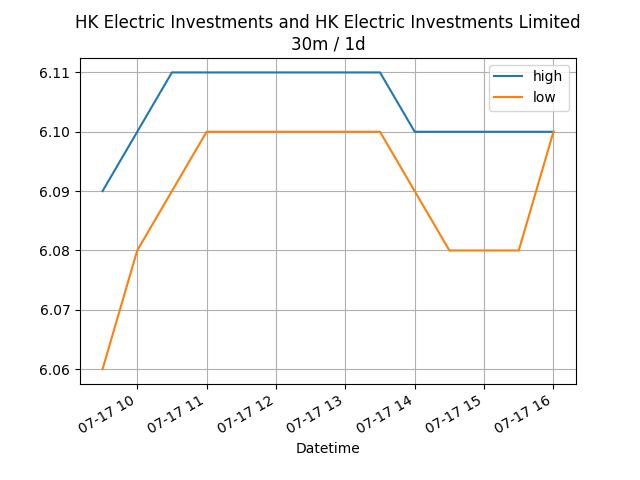 HK Electric Investments and HK Electric Investments Limited
30m / 1d
high
low
6.11
6.10
6.09
6.08
6.07
6.06
07-17 10
07-17 11
07-17 12
07-17 13
07-17 14
07-17 15
07-17 16
Datetime